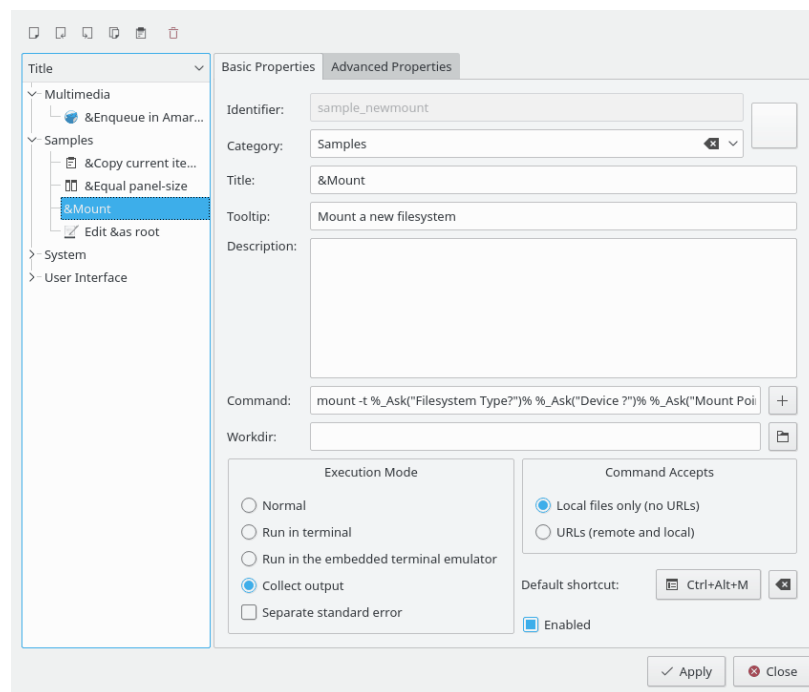 Title
Multimedia
&Enqueue in Amar...
Samples
&Copy current ite...
&Equal panel-size
&Mount
Edit &as root
System
User Interface
Basic Properties
Advanced Properties
Identifier: sample_newmount
Category: Samples
Title: &Mount
Tooltip: Mount a new filesystem
Description:
Command: mount -t %_Ask("Filesystem Type?")% %_Ask("Device ?")% %_Ask("Mount Poi
Workdir:
Execution Mode
Normal
Run in terminal
Run in the embedded terminal emulator
Collect output
Separate standard error
Command Accepts
Local files only (no URLs)
URLs (remote and local)
Default shortcut: Ctrl+Alt+M
Enabled
Apply
Close